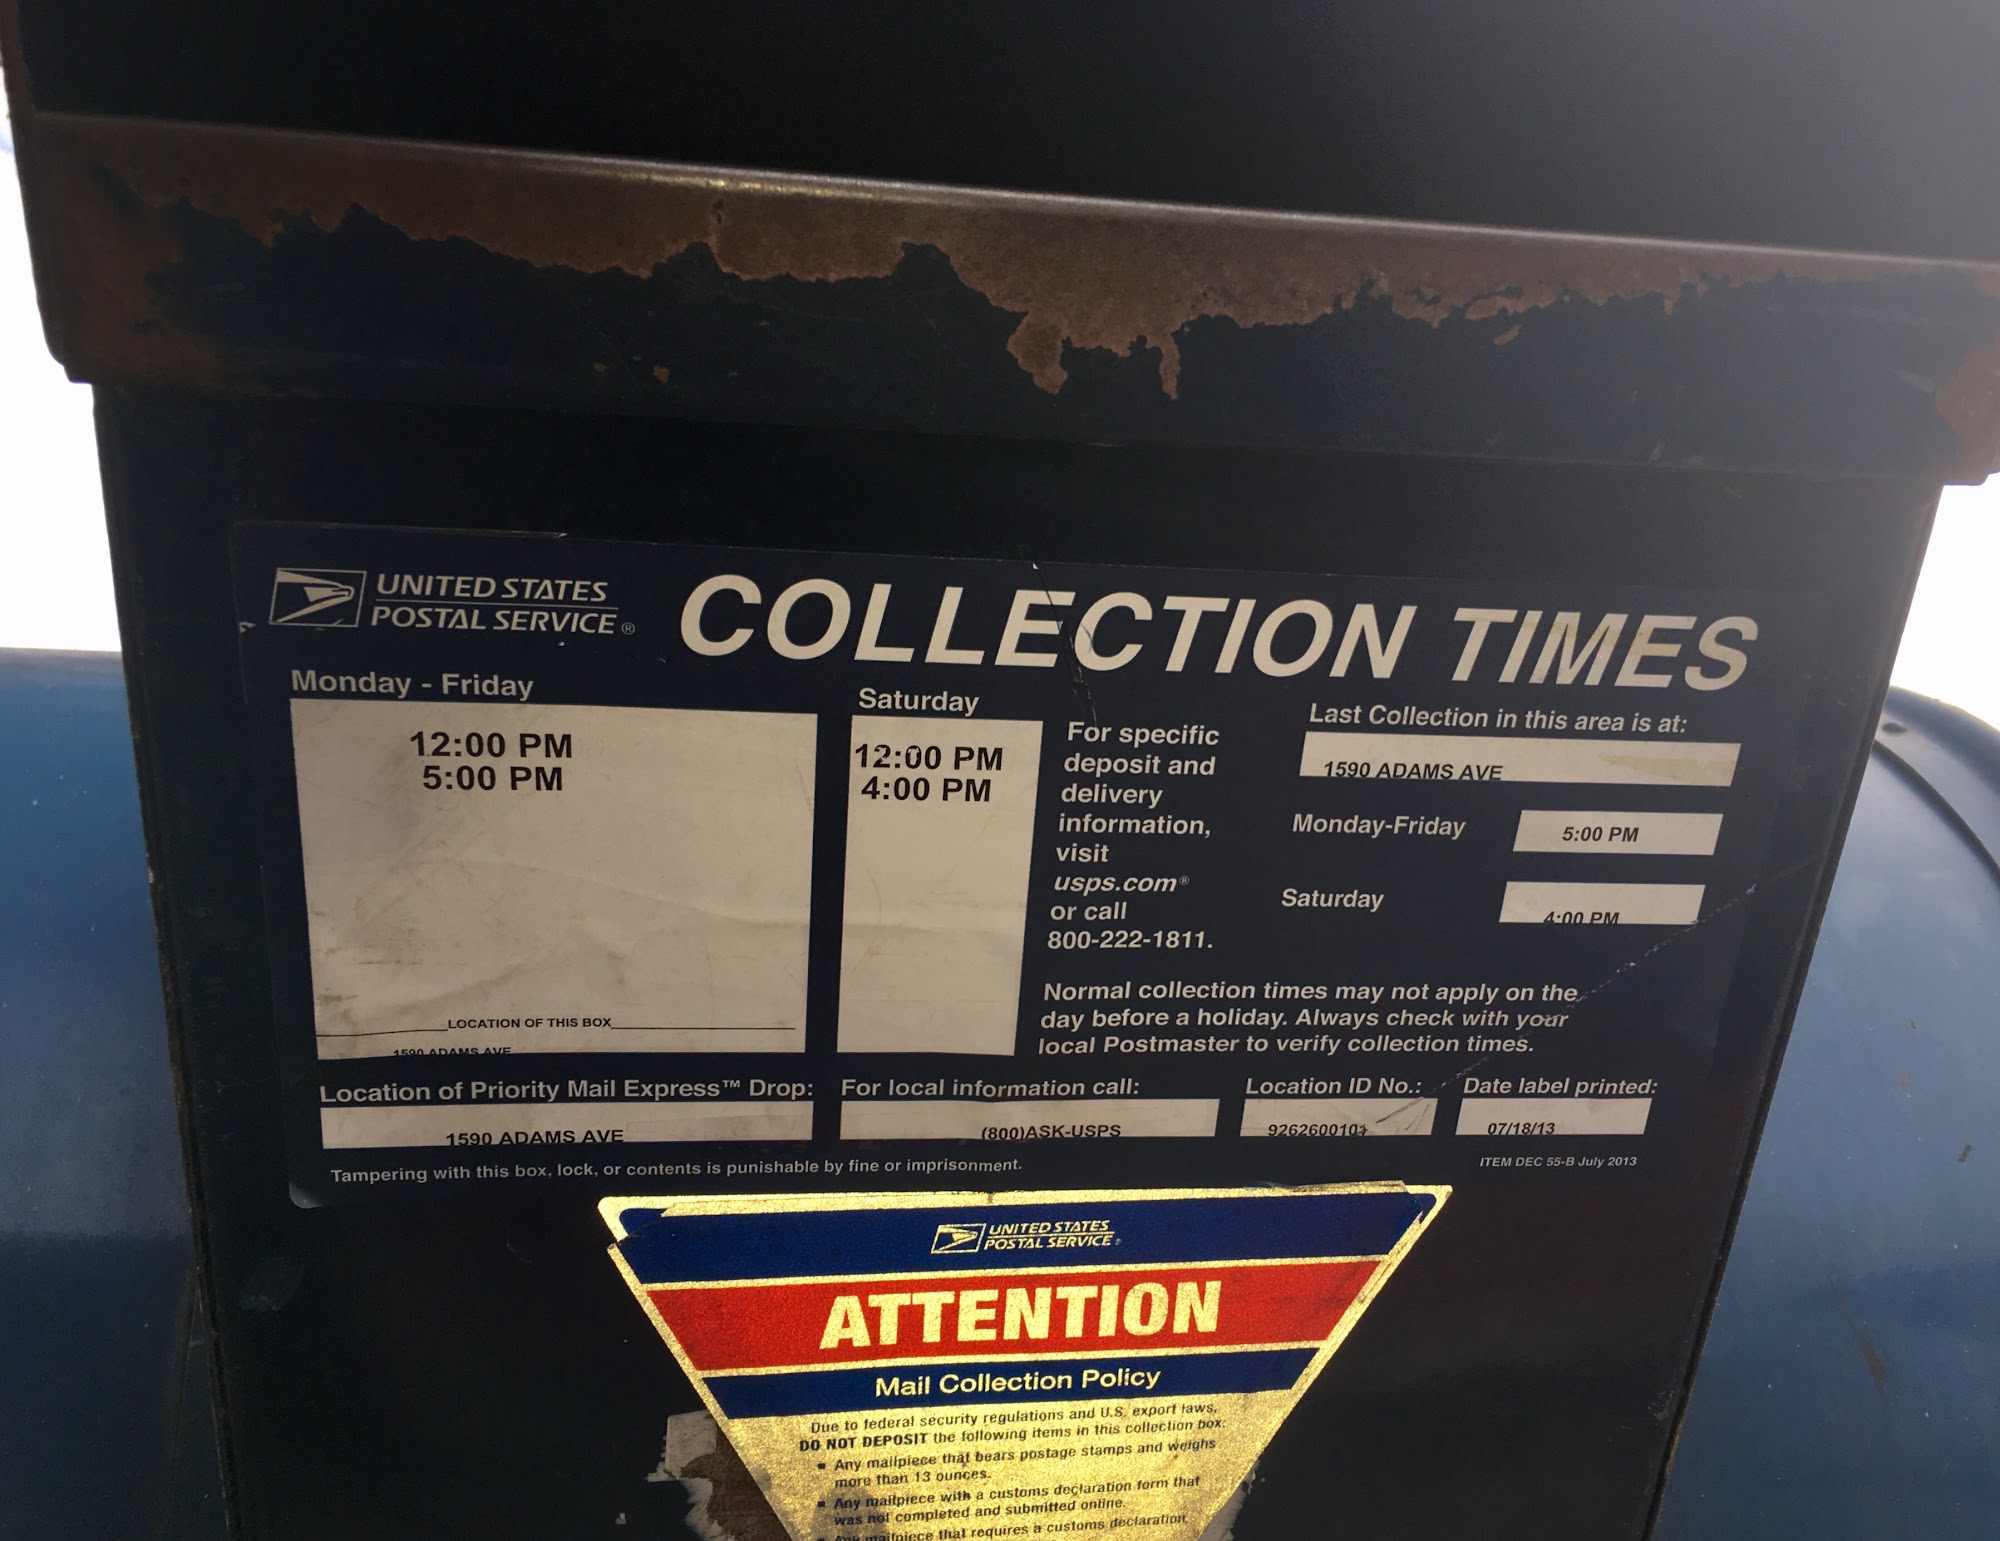 UNITED STATES
POSTAL SERVICE®
COLLECTION TIMES
Monday - Friday
12:00 PM
5:00 PM
LOCATION OF THIS BOX
1590 ADAMS AVE
Saturday
12:00 PM
4:00 PM
For specific
deposit and
delivery
information,
visit
usps.com®
or call
800-222-1811.
Last Collection in this area is at:
1590 ADAMS AVE
Monday-Friday
5:00 PM
Saturday
4:00 PM
Normal collection times may not apply on the
day before a holiday. Always check with your
local Postmaster to verify collection times.
Location of Priority Mail Express™ Drop:
1590 ADAMS AVE
For local information call:
(800)ASK-USPS
Location ID No.:
Date label printed:
07/18/13
Tampering with this box, lock, or contents is punishable by fine or imprisonment.
ITEM DEC 55-B July 2013
UNITED STATES
POSTAL SERVICE®
ATTENTION
Mail Collection Policy
Due to federal security regulations and U.S. export laws,
DO NOT DEPOSIT the following items in this collection box:
▪ Any mailpiece that bears postage stamps and weighs
more than 13 ounces.
▪ Any mailpiece with a customs declaration form that
was not completed and submitted online.
▪ Any mailpiece that requires a customs declaration